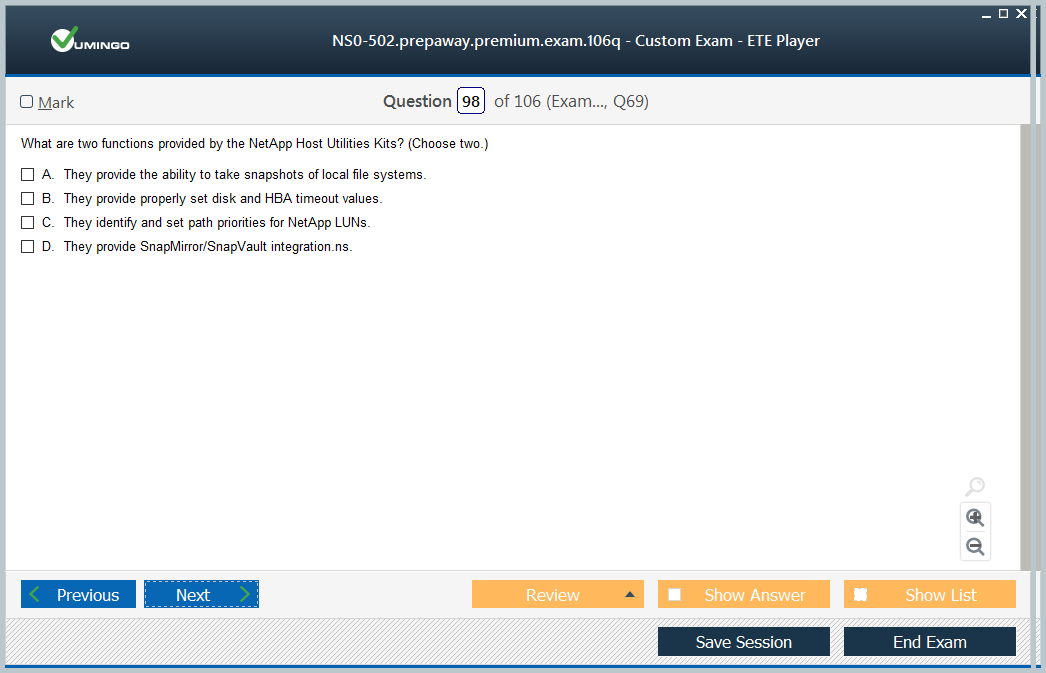 VUMINGO
NS0-502.prepaway.premium.exam.106q - Custom Exam - ETE Player
Mark
Question 98 of 106 (Exam..., Q69)
What are two functions provided by the NetApp Host Utilities Kits? (Choose two.)
A. They provide the ability to take snapshots of local file systems.
B. They provide properly set disk and HBA timeout values.
C. They identify and set path priorities for NetApp LUNs.
D. They provide SnapMirror/SnapVault integration.ns.
Previous Next Review Show Answer Show List
Save Session End Exam